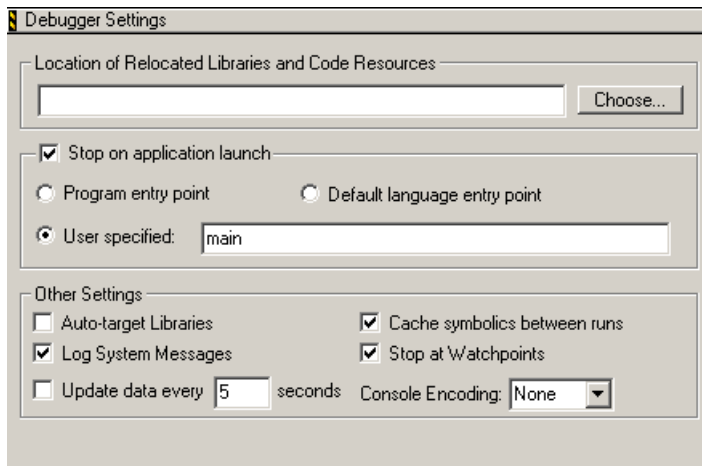 Debugger Settings
Location of Relocated Libraries and Code Resources
Choose...
Stop on application launch
Program entry point Default language entry point
User specified: main
Other Settings
Auto-target Libraries Cache symbolics between runs
Log System Messages Stop at Watchpoints
Update data every 5 seconds Console Encoding: None